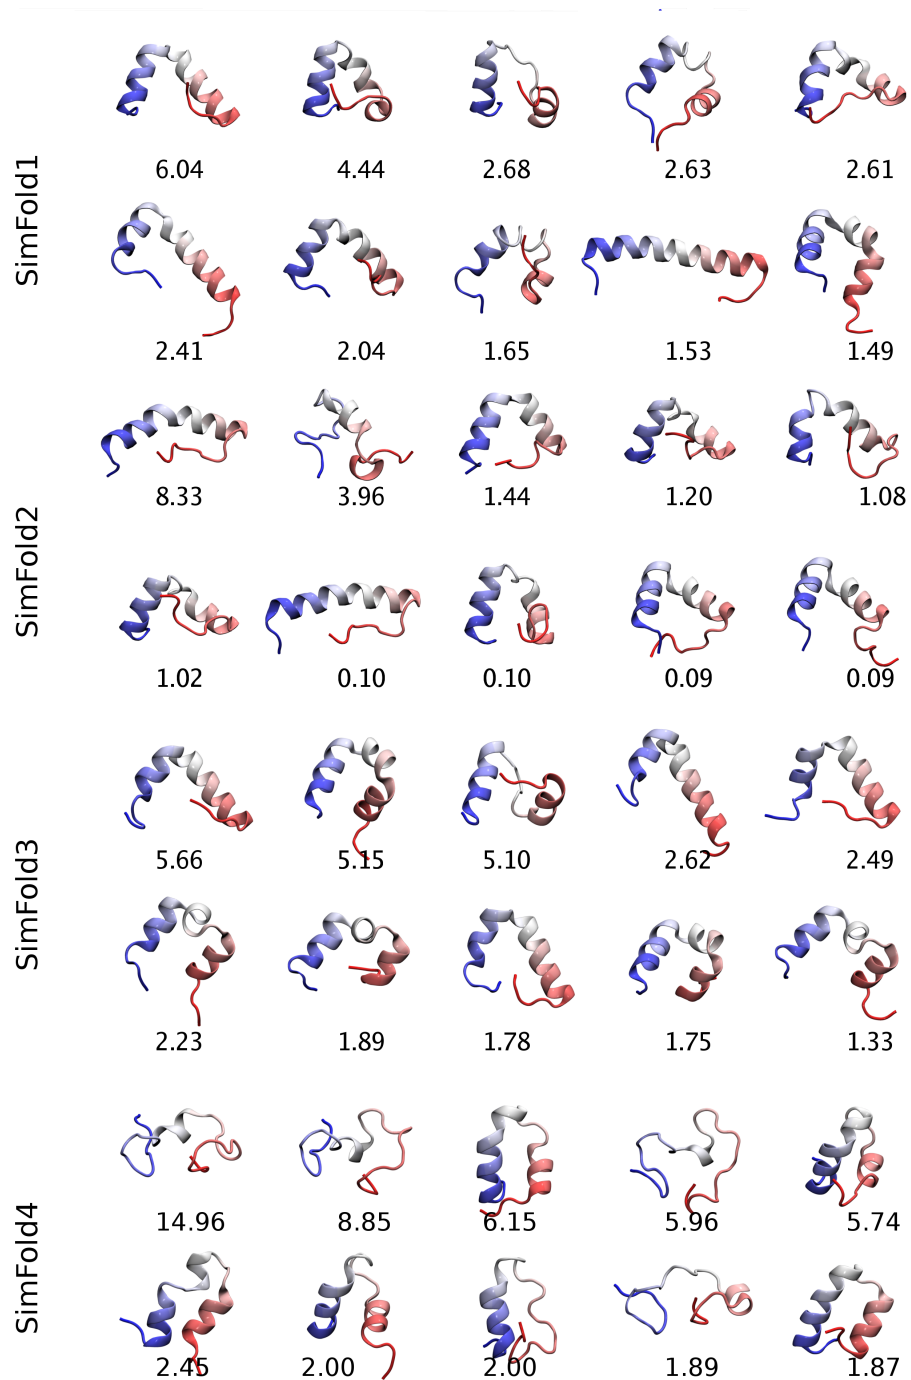 SimFold1
6.04 4.44 2.68 2.63 2.61
2.41 2.04 1.65 1.53 1.49
SimFold2
8.33 3.96 1.44 1.20 1.08
1.02 0.10 0.10 0.09 0.09
SimFold3
5.66 5.15 5.10 2.62 2.49
2.23 1.89 1.78 1.75 1.33
SimFold4
14.96 8.85 6.15 5.96 5.74
2.45 2.00 2.00 1.89 1.87